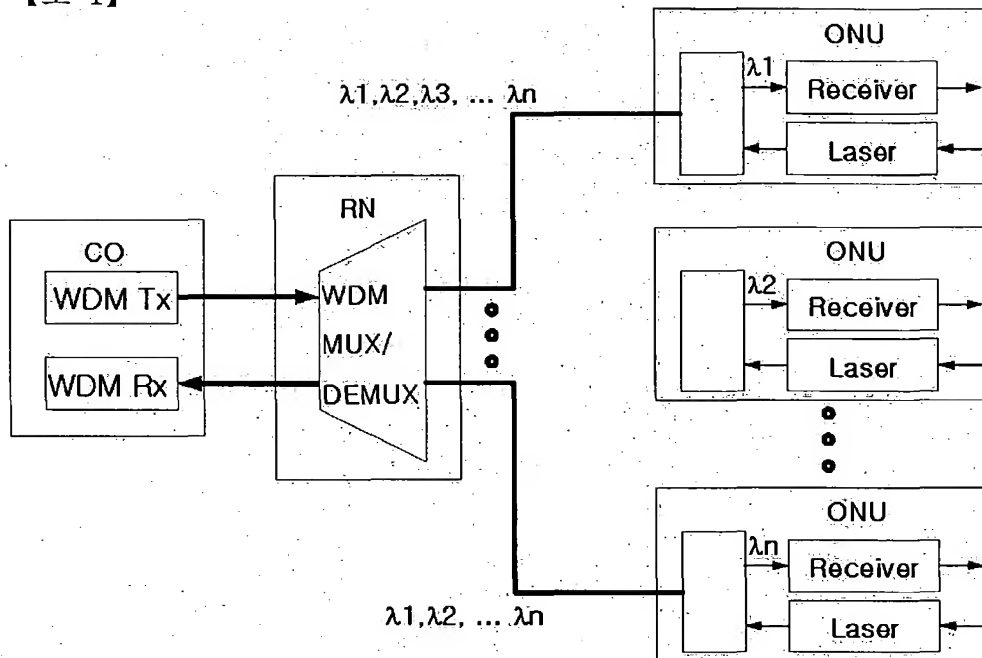 ONU
λ1
Receiver
Laser
λ1,λ2,λ3, ... λn
RN
WDM
MUX/
DEMUX
CO
WDM Tx
WDM Rx
ONU
λ2
Receiver
Laser
ONU
λn
Receiver
Laser
λ1,λ2, ... λn